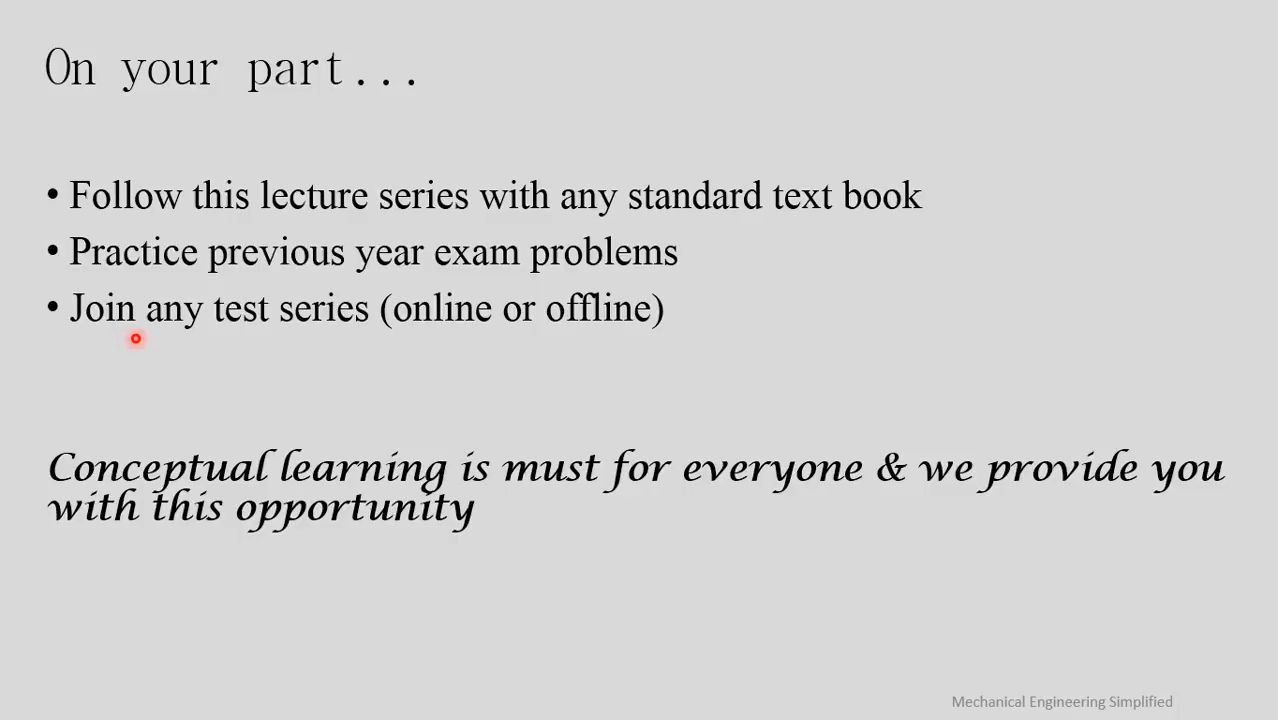 On your part...
• Follow this lecture series with any standard text book
• Practice previous year exam problems
• Join any test series (online or offline)
Conceptual learning is must for everyone & we provide you
with this opportunity
Mechanical Engineering Simplified